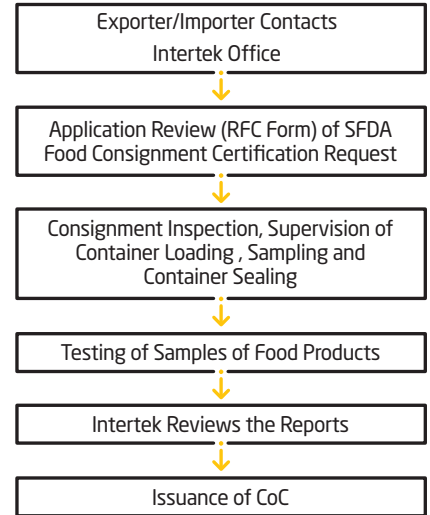 Exporter/Importer Contacts
Intertek Office
Application Review (RFC Form) of SFDA
Food Consignment Certification Request
Consignment Inspection, Supervision of
Container Loading , Sampling and
Container Sealing
Testing of Samples of Food Products
Intertek Reviews the Reports
Issuance of CoC